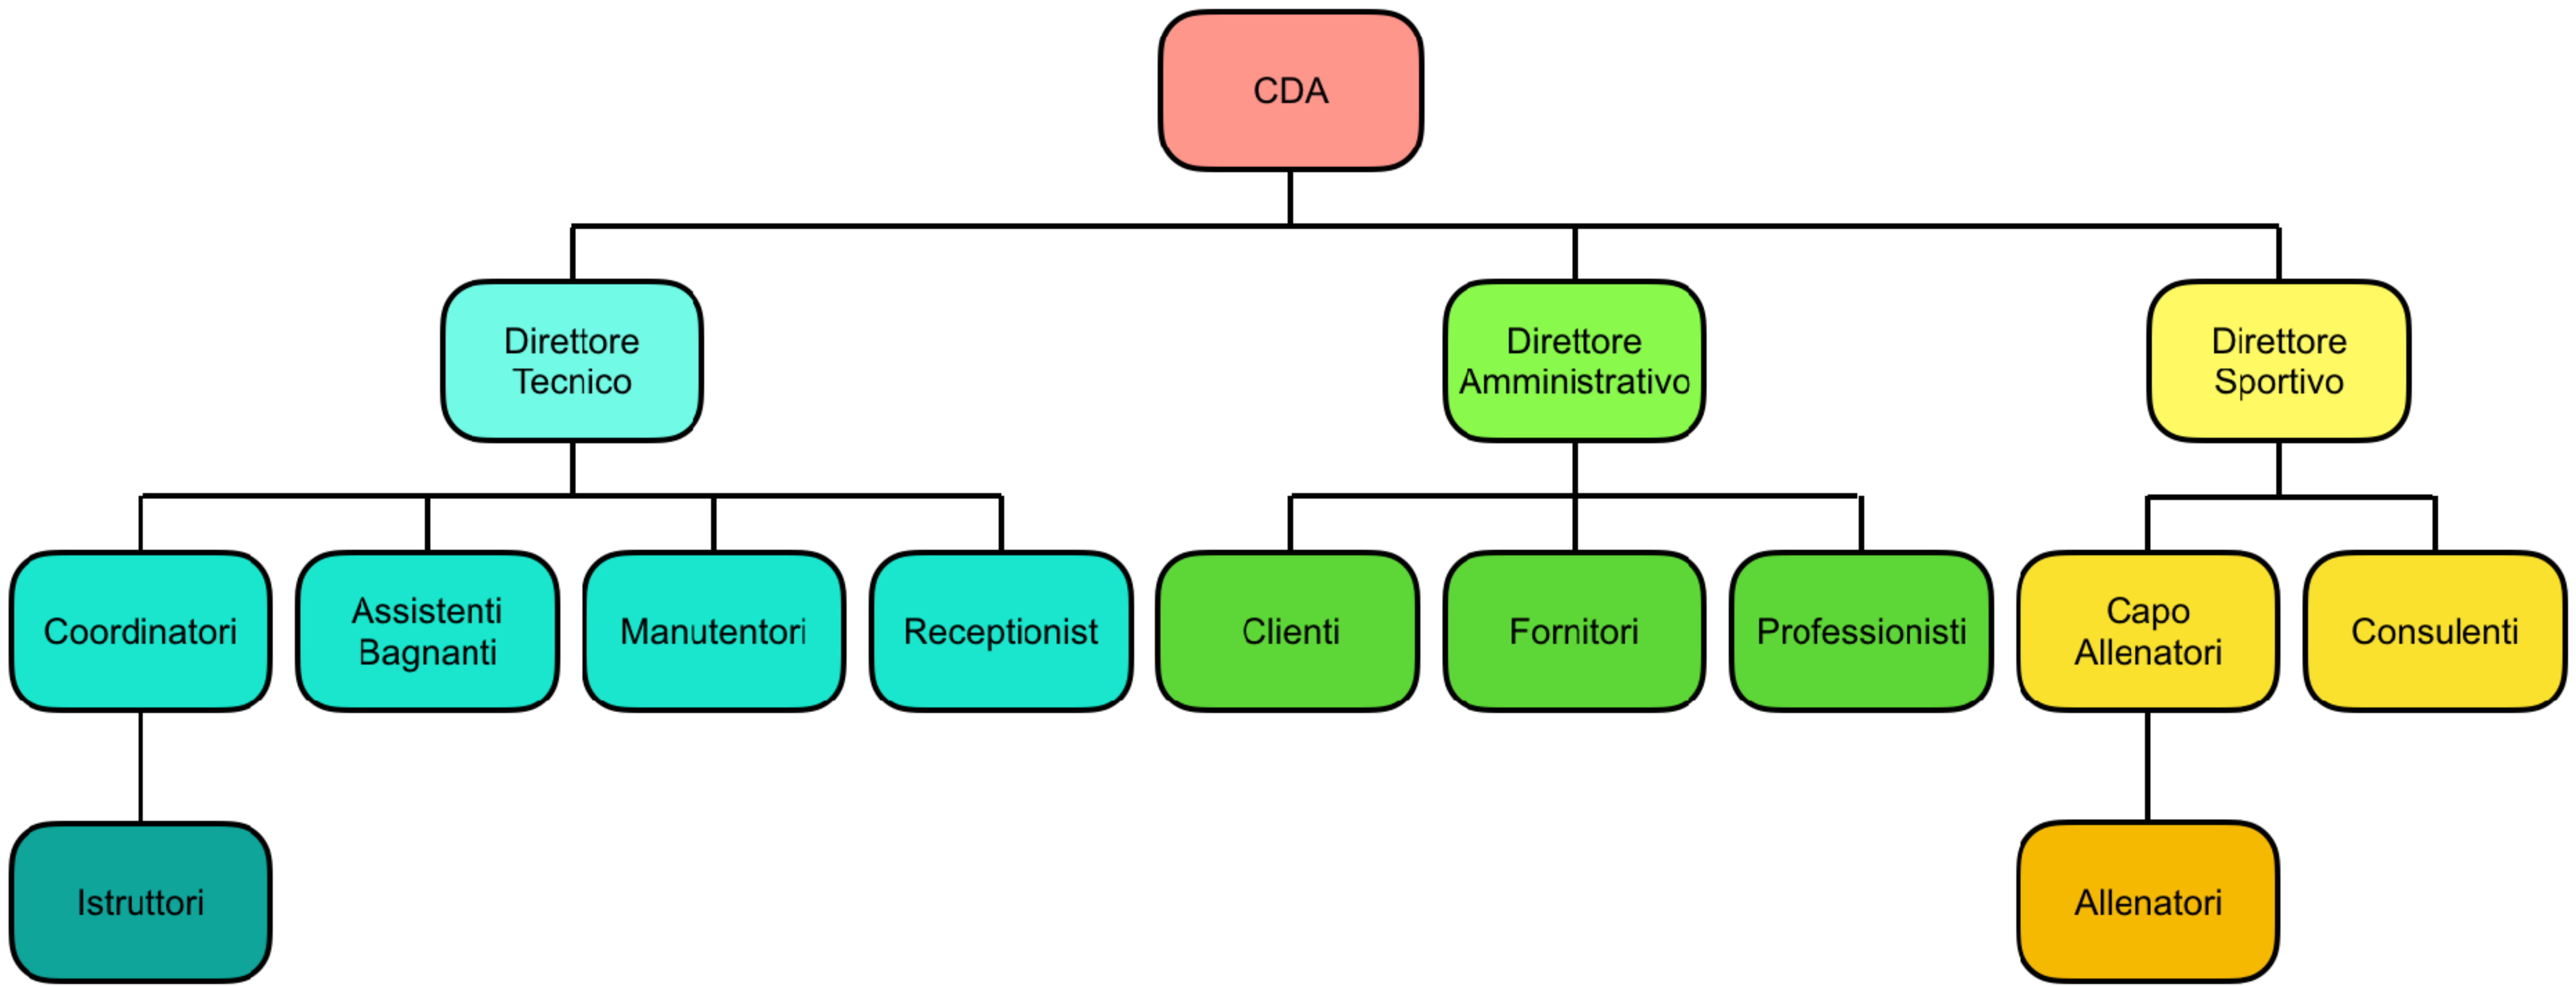 CDA
Direttore
Tecnico
Direttore
Amministrativo
Direttore
Sportivo
Coordinatori
Assistenti
Bagnanti
Manutentori
Receptionist
Clienti
Fornitori
Professionisti
Capo
Allenatori
Consulenti
Istruttori
Allenatori